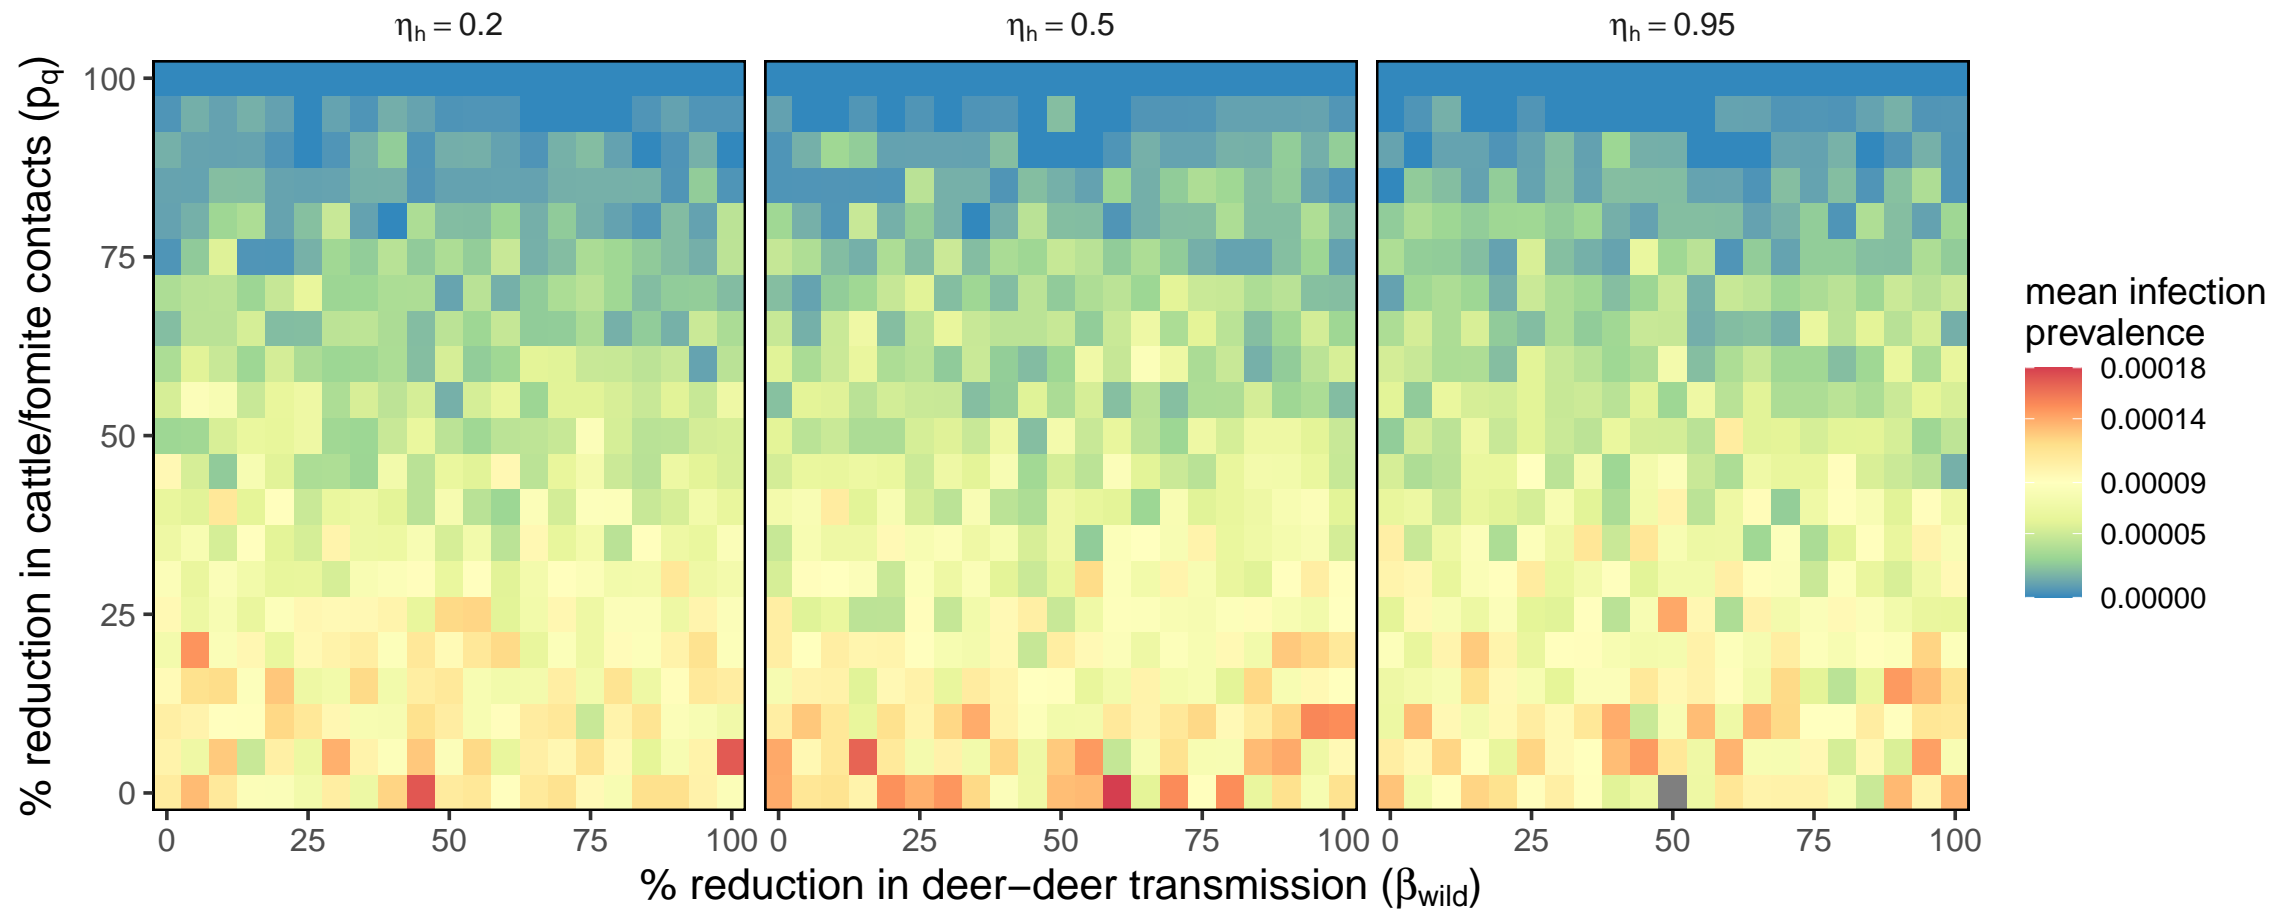 ηh = 0.2
ηh = 0.5
ηh = 0.95
% reduction in cattle/fomite contacts (pq)
100
75
50
25
0
0 25 50 75 100
0 25 50 75 100
0 25 50 75 100
% reduction in deer–deer transmission (βwild)
mean infection
prevalence
0.00018
0.00014
0.00009
0.00005
0.00000